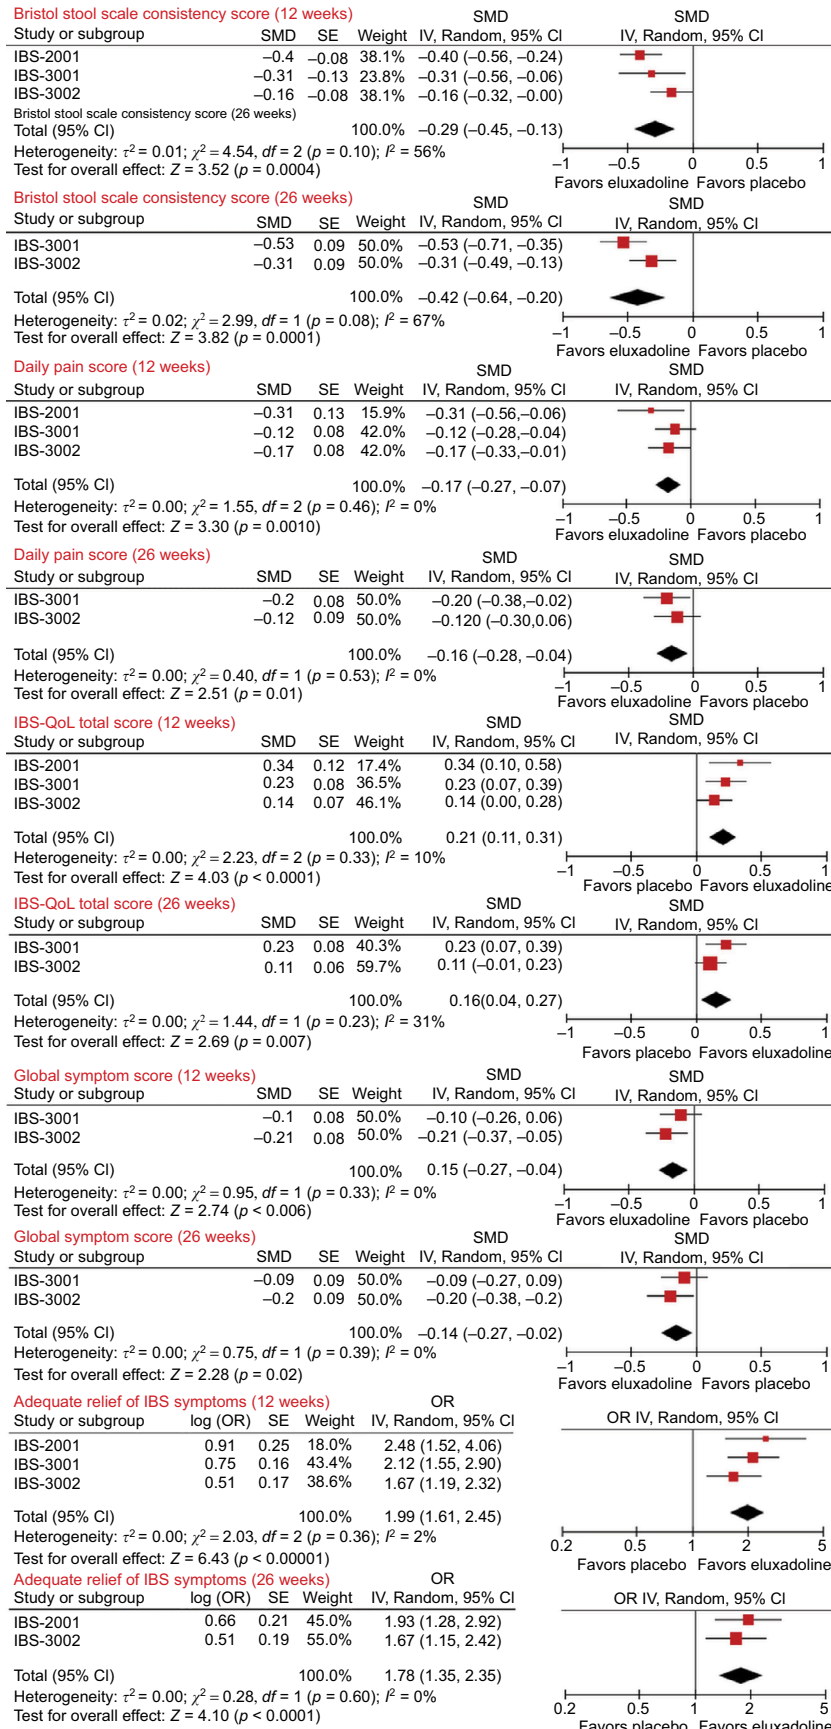 Bristol stool scale consistency score (12 weeks) SMD SMD
Study or subgroup SMD SE Weight IV, Random, 95% CI IV, Random, 95% CI
IBS-2001 –0.4 –0.08 38.1% –0.40 (–0.56, –0.24)
IBS-3001 –0.31 –0.13 23.8% –0.31 (–0.56, –0.06)
IBS-3002 –0.16 –0.08 38.1% –0.16 (–0.32, –0.00)
Bristol stool scale consistency score (26 weeks)
Total (95% CI) 100.0% –0.29 (–0.45, –0.13)
Heterogeneity: τ² = 0.01; χ² = 4.54, df = 2 (p = 0.10); I² = 56%
Test for overall effect: Z = 3.52 (p = 0.0004)
–1 –0.5 0 0.5 1
Favors eluxadoline Favors placebo
Bristol stool scale consistency score (26 weeks) SMD SMD
Study or subgroup SMD SE Weight IV, Random, 95% CI IV, Random, 95% CI
IBS-3001 –0.53 0.09 50.0% –0.53 (–0.71, –0.35)
IBS-3002 –0.31 0.09 50.0% –0.31 (–0.49, –0.13)
Total (95% CI) 100.0% –0.42 (–0.64, –0.20)
Heterogeneity: τ² = 0.02; χ² = 2.99, df = 1 (p = 0.08); I² = 67%
Test for overall effect: Z = 3.82 (p = 0.0001)
–1 –0.5 0 0.5 1
Favors eluxadoline Favors placebo
Daily pain score (12 weeks) SMD SMD
Study or subgroup SMD SE Weight IV, Random, 95% CI IV, Random, 95% CI
IBS-2001 –0.31 0.13 15.9% –0.31 (–0.56,–0.06)
IBS-3001 –0.12 0.08 42.0% –0.12 (–0.28,–0.04)
IBS-3002 –0.17 0.08 42.0% –0.17 (–0.33,–0.01)
Total (95% CI) 100.0% –0.17 (–0.27, –0.07)
Heterogeneity: τ² = 0.00; χ² = 1.55, df = 2 (p = 0.46); I² = 0%
Test for overall effect: Z = 3.30 (p = 0.0010)
–1 –0.5 0 0.5 1
Favors eluxadoline Favors placebo
Daily pain score (26 weeks) SMD SMD
Study or subgroup SMD SE Weight IV, Random, 95% CI IV, Random, 95% CI
IBS-3001 –0.2 0.08 50.0% –0.20 (–0.38,–0.02)
IBS-3002 –0.12 0.09 50.0% –0.120 (–0.30,0.06)
Total (95% CI) 100.0% –0.16 (–0.28, –0.04)
Heterogeneity: τ² = 0.00; χ² = 0.40, df = 1 (p = 0.53); I² = 0%
Test for overall effect: Z = 2.51 (p = 0.01)
–1 –0.5 0 0.5 1
Favors eluxadoline Favors placebo
IBS-QoL total score (12 weeks) SMD SMD
Study or subgroup SMD SE Weight IV, Random, 95% CI IV, Random, 95% CI
IBS-2001 0.34 0.12 17.4% 0.34 (0.10, 0.58)
IBS-3001 0.23 0.08 36.5% 0.23 (0.07, 0.39)
IBS-3002 0.14 0.07 46.1% 0.14 (0.00, 0.28)
Total (95% CI) 100.0% 0.21 (0.11, 0.31)
Heterogeneity: τ² = 0.00; χ² = 2.23, df = 2 (p = 0.33); I² = 10%
Test for overall effect: Z = 4.03 (p < 0.0001)
–1 –0.5 0 0.5 1
Favors placebo Favors eluxadoline
IBS-QoL total score (26 weeks) SMD SMD
Study or subgroup SMD SE Weight IV, Random, 95% CI IV, Random, 95% CI
IBS-3001 0.23 0.08 40.3% 0.23 (0.07, 0.39)
IBS-3002 0.11 0.06 59.7% 0.11 (–0.01, 0.23)
Total (95% CI) 100.0% 0.16(0.04, 0.27)
Heterogeneity: τ² = 0.00; χ² = 1.44, df = 1 (p = 0.23); I² = 31%
Test for overall effect: Z = 2.69 (p = 0.007)
–1 –0.5 0 0.5 1
Favors placebo Favors eluxadoline
Global symptom score (12 weeks) SMD SMD
Study or subgroup SMD SE Weight IV, Random, 95% CI IV, Random, 95% CI
IBS-3001 –0.1 0.08 50.0% –0.10 (–0.26, 0.06)
IBS-3002 –0.21 0.08 50.0% –0.21 (–0.37, –0.05)
Total (95% CI) 100.0% 0.15 (–0.27, –0.04)
Heterogeneity: τ² = 0.00; χ² = 0.95, df = 1 (p = 0.33); I² = 0%
Test for overall effect: Z = 2.74 (p < 0.006)
–1 –0.5 0 0.5 1
Favors eluxadoline Favors placebo
Global symptom score (26 weeks) SMD SMD
Study or subgroup SMD SE Weight IV, Random, 95% CI IV, Random, 95% CI
IBS-3001 –0.09 0.09 50.0% –0.09 (–0.27, 0.09)
IBS-3002 –0.2 0.09 50.0% –0.20 (–0.38, –0.2)
Total (95% CI) 100.0% –0.14 (–0.27, –0.02)
Heterogeneity: τ² = 0.00; χ² = 0.75, df = 1 (p = 0.39); I² = 0%
Test for overall effect: Z = 2.28 (p = 0.02)
–1 –0.5 0 0.5 1
Favors eluxadoline Favors placebo
Adequate relief of IBS symptoms (12 weeks) OR
Study or subgroup log (OR) SE Weight IV, Random, 95% CI OR IV, Random, 95% CI
IBS-2001 0.91 0.25 18.0% 2.48 (1.52, 4.06)
IBS-3001 0.75 0.16 43.4% 2.12 (1.55, 2.90)
IBS-3002 0.51 0.17 38.6% 1.67 (1.19, 2.32)
Total (95% CI) 100.0% 1.99 (1.61, 2.45)
Heterogeneity: τ² = 0.00; χ² = 2.03, df = 2 (p = 0.36); I² = 2%
Test for overall effect: Z = 6.43 (p < 0.00001)
0.2 0.5 1 2 5
Favors placebo Favors eluxadoline
Adequate relief of IBS symptoms (26 weeks) OR
Study or subgroup log (OR) SE Weight IV, Random, 95% CI OR IV, Random, 95% CI
IBS-2001 0.66 0.21 45.0% 1.93 (1.28, 2.92)
IBS-3002 0.51 0.19 55.0% 1.67 (1.15, 2.42)
Total (95% CI) 100.0% 1.78 (1.35, 2.35)
Heterogeneity: τ² = 0.00; χ² = 0.28, df = 1 (p = 0.60); I² = 0%
Test for overall effect: Z = 4.10 (p < 0.0001)
0.2 0.5 1 2 5
Favors placebo Favors eluxadoline